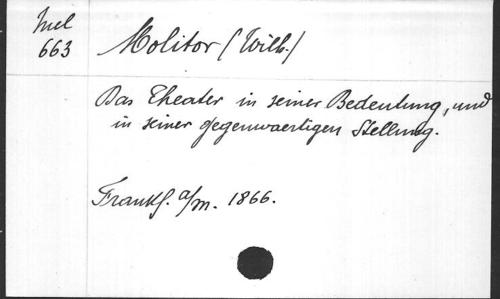 Mel
663
Molitor (Wilh.)
Das Theater in seiner Bedeutung, und
in seiner gegenwaertigen Stellung.
Frankf. a/m. 1866.